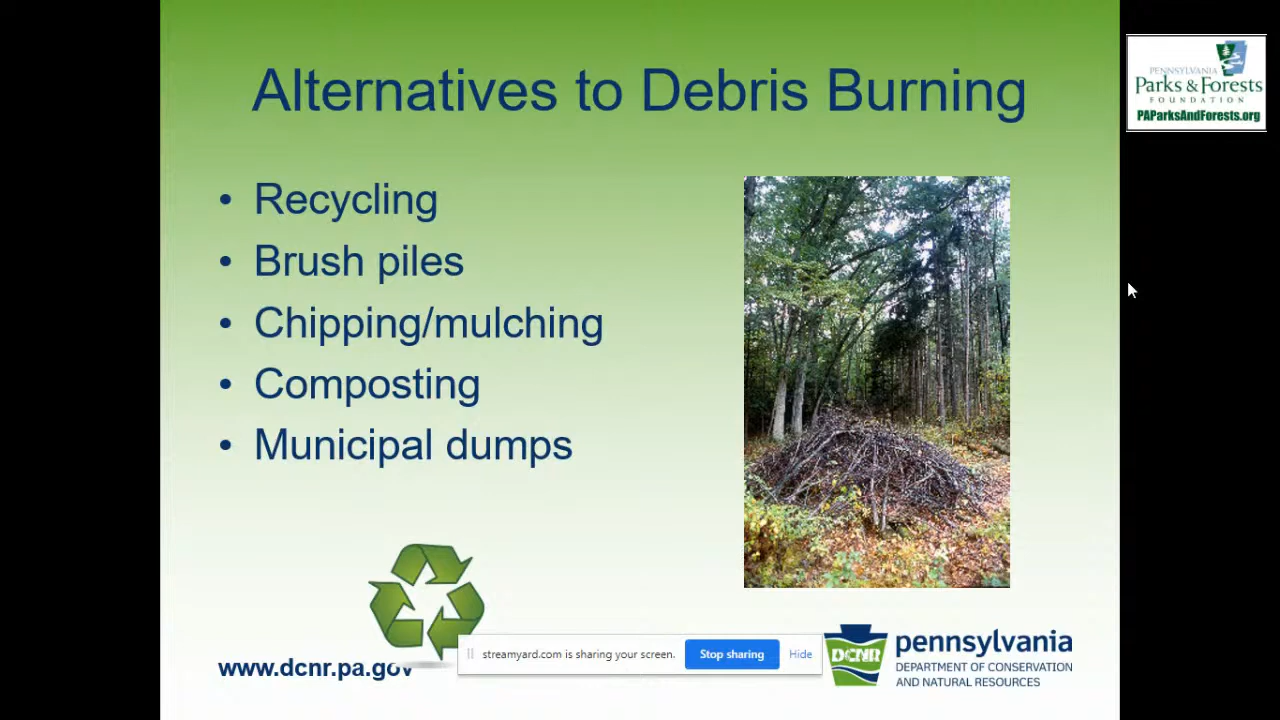 Alternatives to Debris Burning
• Recycling
• Brush piles
• Chipping/mulching
• Composting
• Municipal dumps
www.dcnr.pa.gov
streamyard.com is sharing your screen.
Stop sharing
Hide
DCNR
pennsylvania
DEPARTMENT OF CONSERVATION
AND NATURAL RESOURCES
PENNSYLVANIA
Parks & Forests
FOUNDATION
PAParksAndForests.org